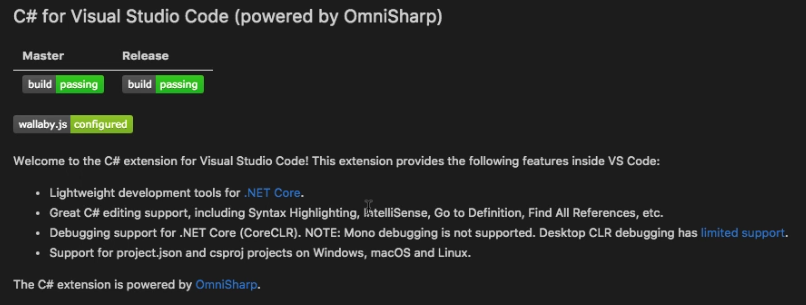 C# for Visual Studio Code (powered by OmniSharp)
Master Release
build passing build passing
wallaby.js configured
Welcome to the C# extension for Visual Studio Code! This extension provides the following features inside VS Code:
• Lightweight development tools for .NET Core.
• Great C# editing support, including Syntax Highlighting, IntelliSense, Go to Definition, Find All References, etc.
• Debugging support for .NET Core (CoreCLR). NOTE: Mono debugging is not supported. Desktop CLR debugging has limited support.
• Support for project.json and csproj projects on Windows, macOS and Linux.
The C# extension is powered by OmniSharp.